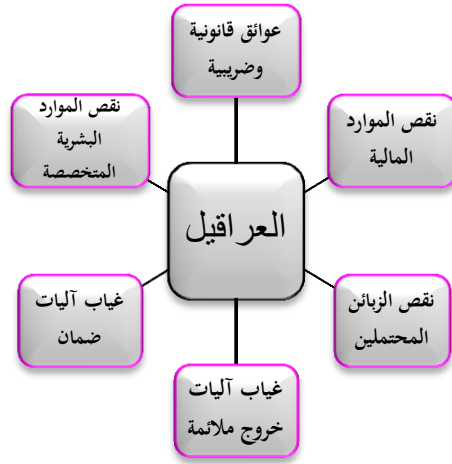 عوائق قانونية
وضريبية
نقص الموارد
المالية
نقص الزبائن
المحتملين
غياب آليات
خروج ملائمة
غياب آليات
ضمان
نقص الموارد
البشرية
المتخصصة
العراقيل